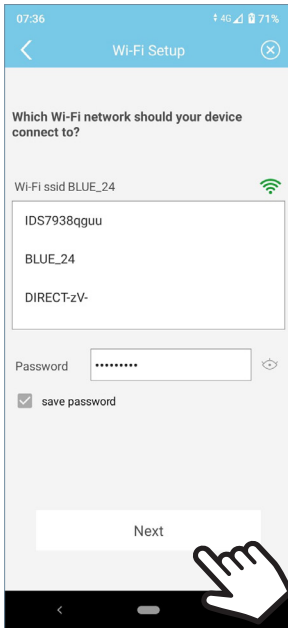 07:36 4G 71%
Wi-Fi Setup
Which Wi-Fi network should your device
connect to?
Wi-Fi ssid BLUE_24
IDS7938qguu
BLUE_24
DIRECT-zV-
Password •••••••••
save password
Next